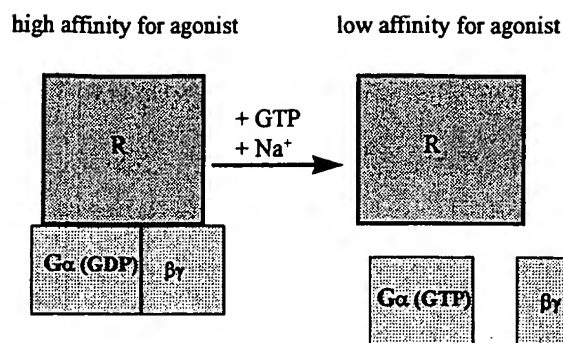 high affinity for agonist
low affinity for agonist
R
+ GTP
+ Na⁺
R
Gα (GDP)
βγ
Gα (GTP)
βγ